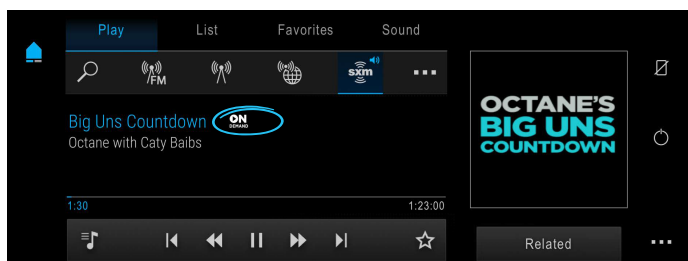 Play List Favorites Sound
FM
sxm
Big Uns Countdown ON DEMAND
Octane with Caty Baibs
1:30 1:23:00
OCTANE'S
BIG UNS
COUNTDOWN
Related